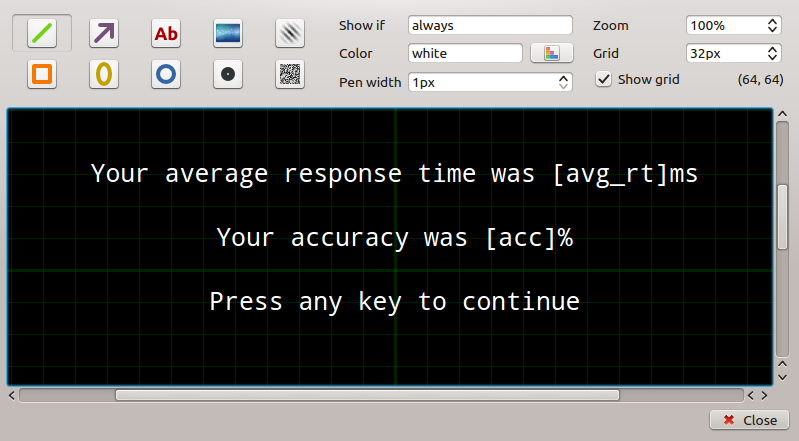 Show if always Zoom 100%
Ab Color white Grid 32px
Pen width 1px Show grid (64, 64)
Your average response time was [avg_rt]ms
Your accuracy was [acc]%
Press any key to continue
Close